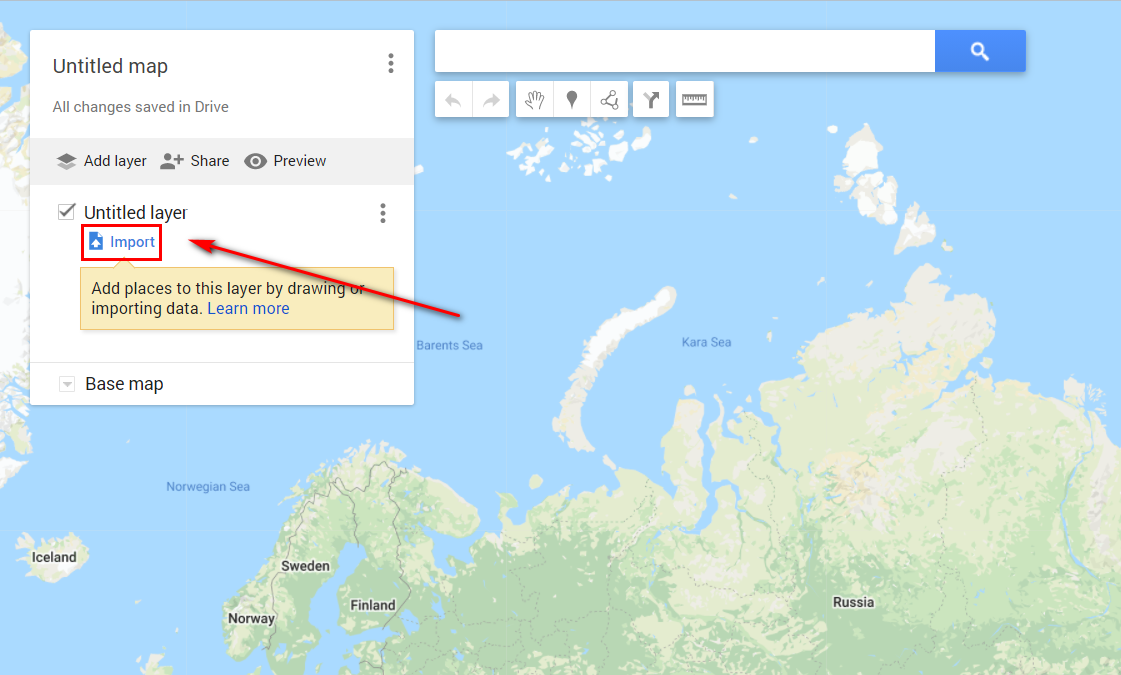 Untitled map
All changes saved in Drive
Add layer Share Preview
Untitled layer
Import
Add places to this layer by drawing or
importing data. Learn more
Base map
Barents Sea
Kara Sea
Norwegian Sea
Iceland
Sweden
Finland
Norway
Russia